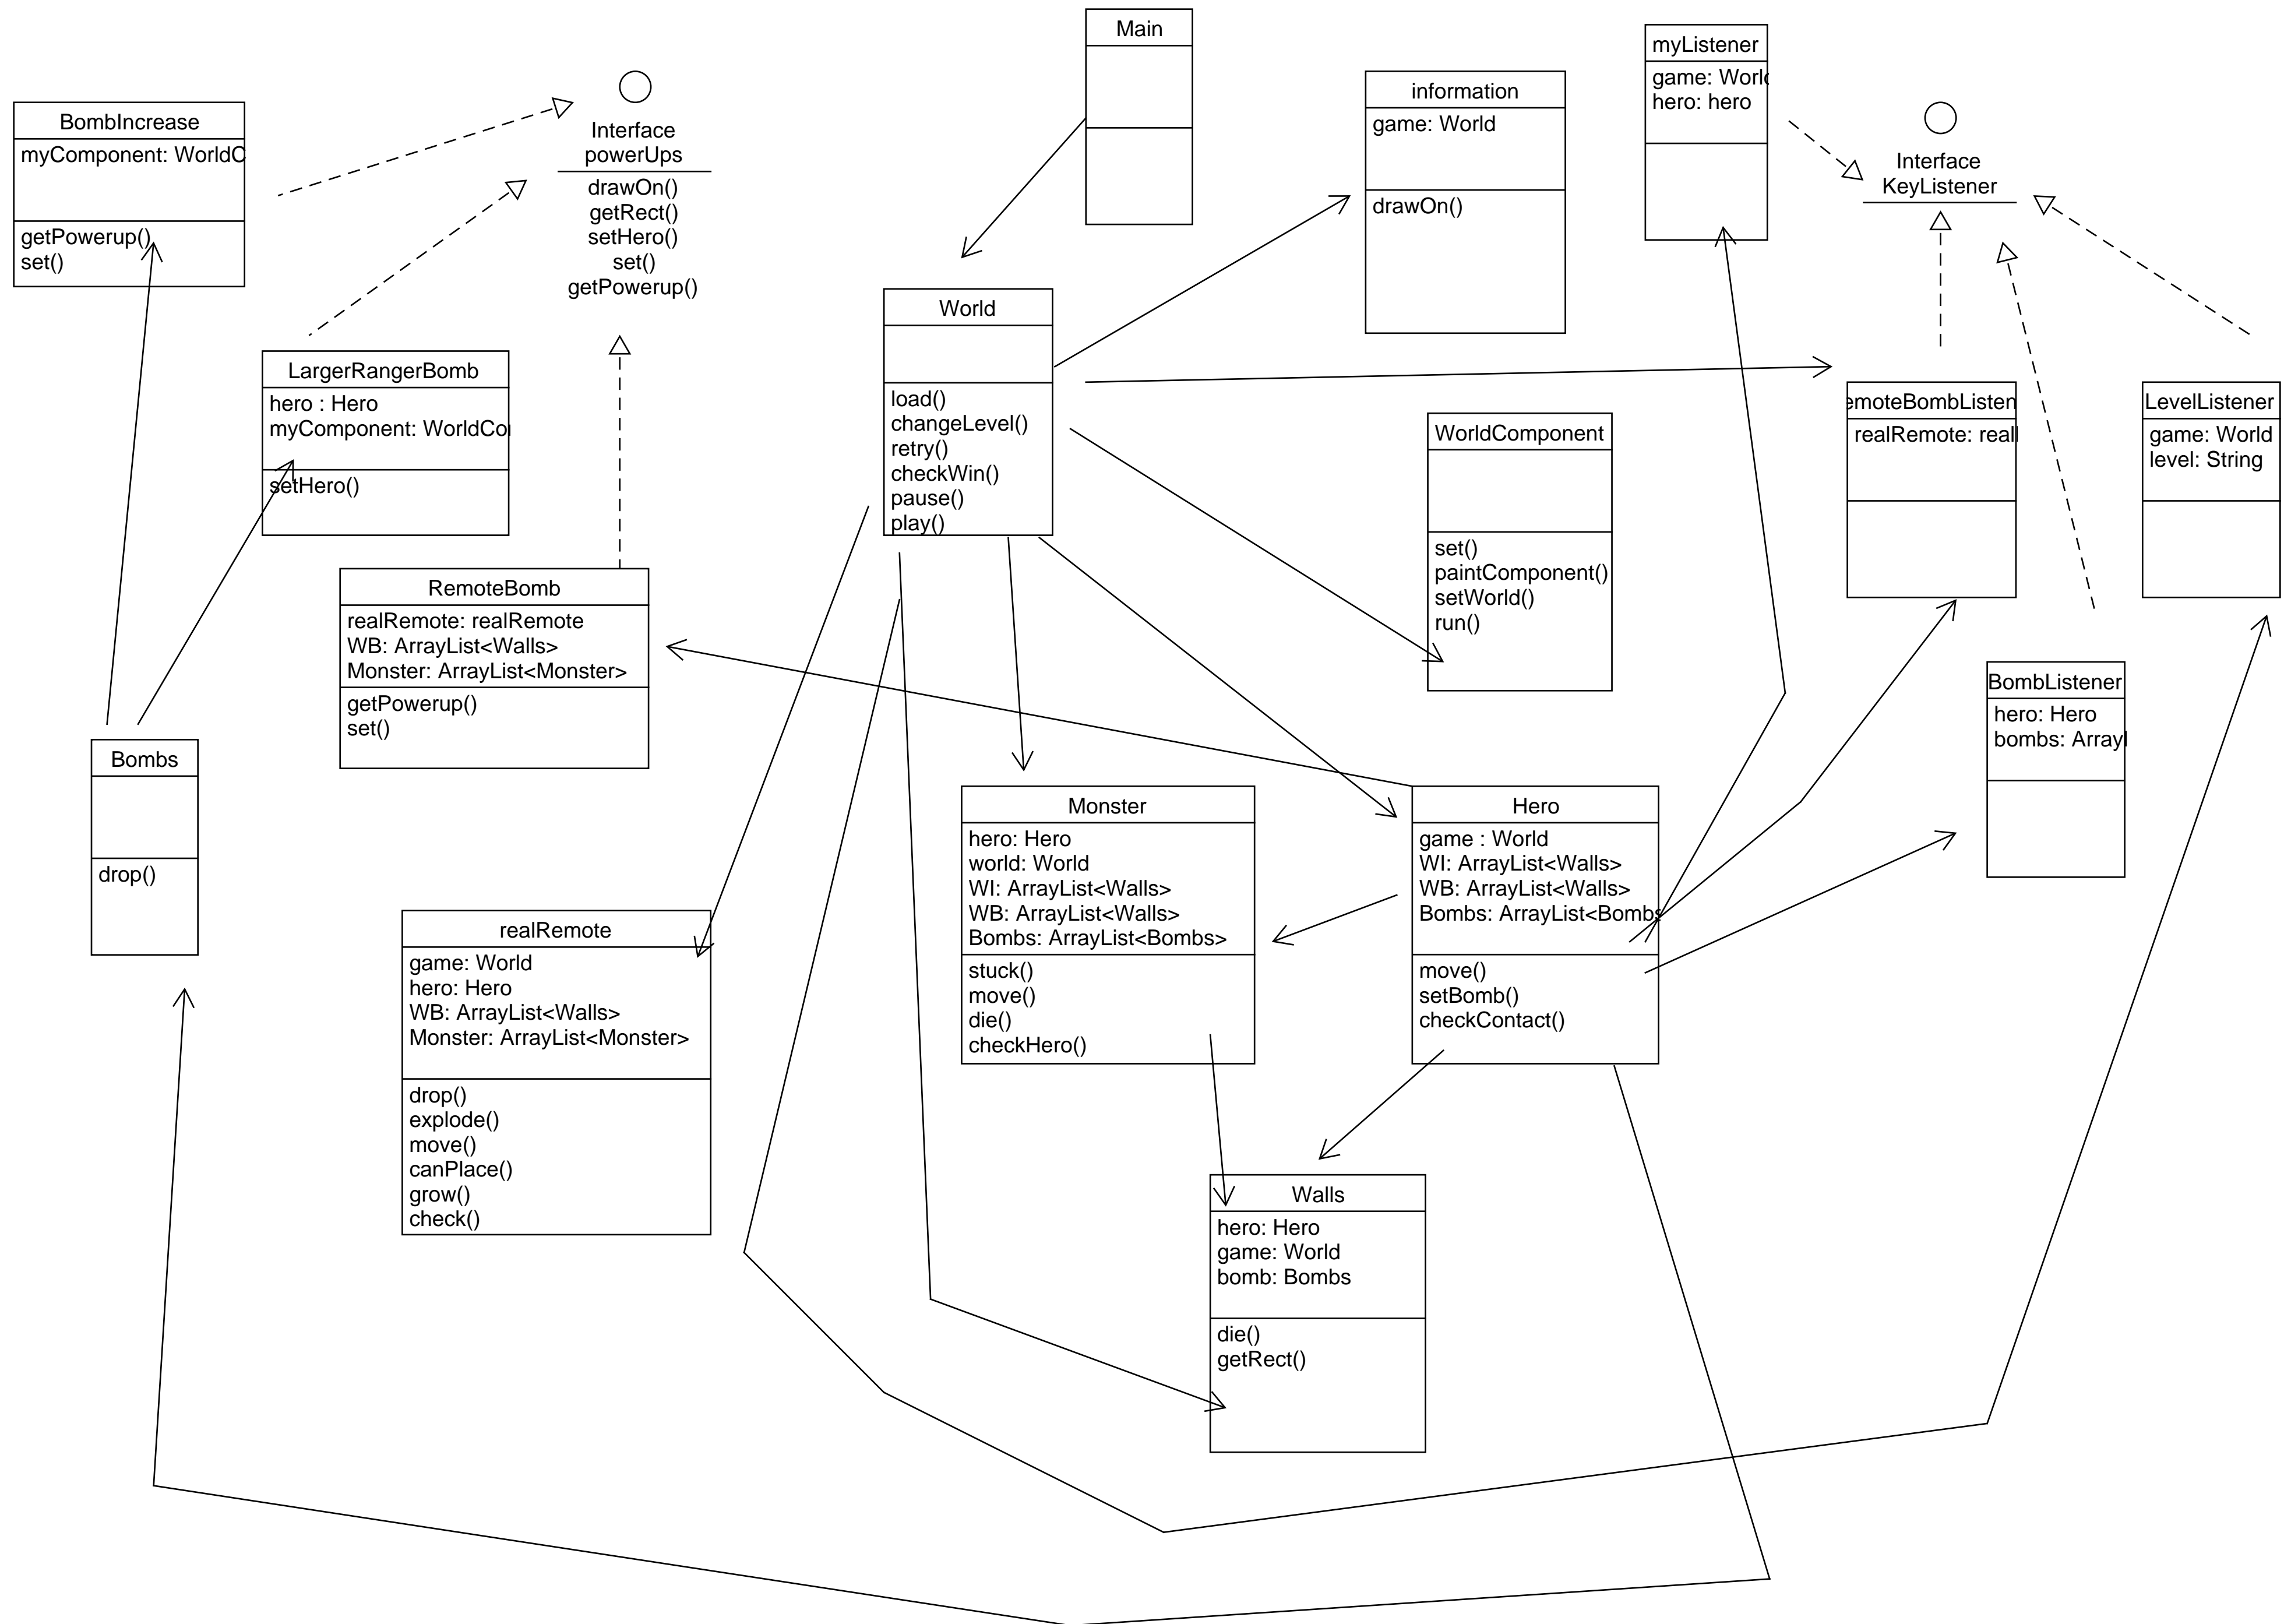 Main
myListener
game: World
hero: hero
information
game: World
drawOn()
BombIncrease
myComponent: WorldC
getPowerup()
set()
Interface
powerUps
drawOn()
getRect()
setHero()
set()
getPowerup()
Interface
KeyListener
World
load()
changeLevel()
retry()
checkWin()
pause()
play()
LargerRangerBomb
hero : Hero
myComponent: WorldCo
setHero()
WorldComponent
set()
paintComponent()
setWorld()
run()
emoteBombListen
realRemote: real
LevelListener
game: World
level: String
RemoteBomb
realRemote: realRemote
WB: ArrayList<Walls>
Monster: ArrayList<Monster>
getPowerup()
set()
BombListener
hero: Hero
bombs: Array
Bombs
drop()
Monster
hero: Hero
world: World
WI: ArrayList<Walls>
WB: ArrayList<Walls>
Bombs: ArrayList<Bombs>
stuck()
move()
die()
checkHero()
Hero
game : World
WI: ArrayList<Walls>
WB: ArrayList<Walls>
Bombs: ArrayList<Bombs
move()
setBomb()
checkContact()
realRemote
game: World
hero: Hero
WB: ArrayList<Walls>
Monster: ArrayList<Monster>
drop()
explode()
move()
canPlace()
grow()
check()
Walls
hero: Hero
game: World
bomb: Bombs
die()
getRect()